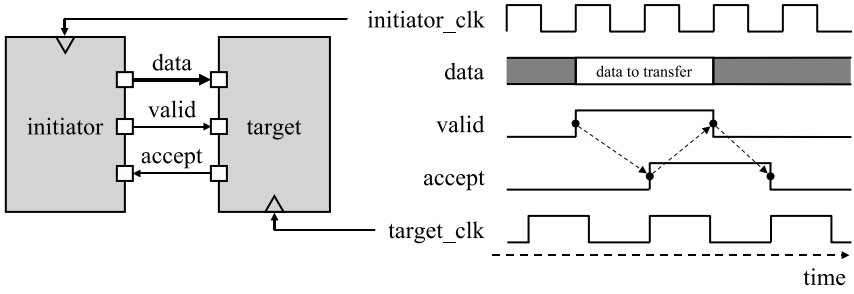 initiator_clk
data
data
data to transfer
initiator
valid
target
valid
accept
accept
target_clk
time